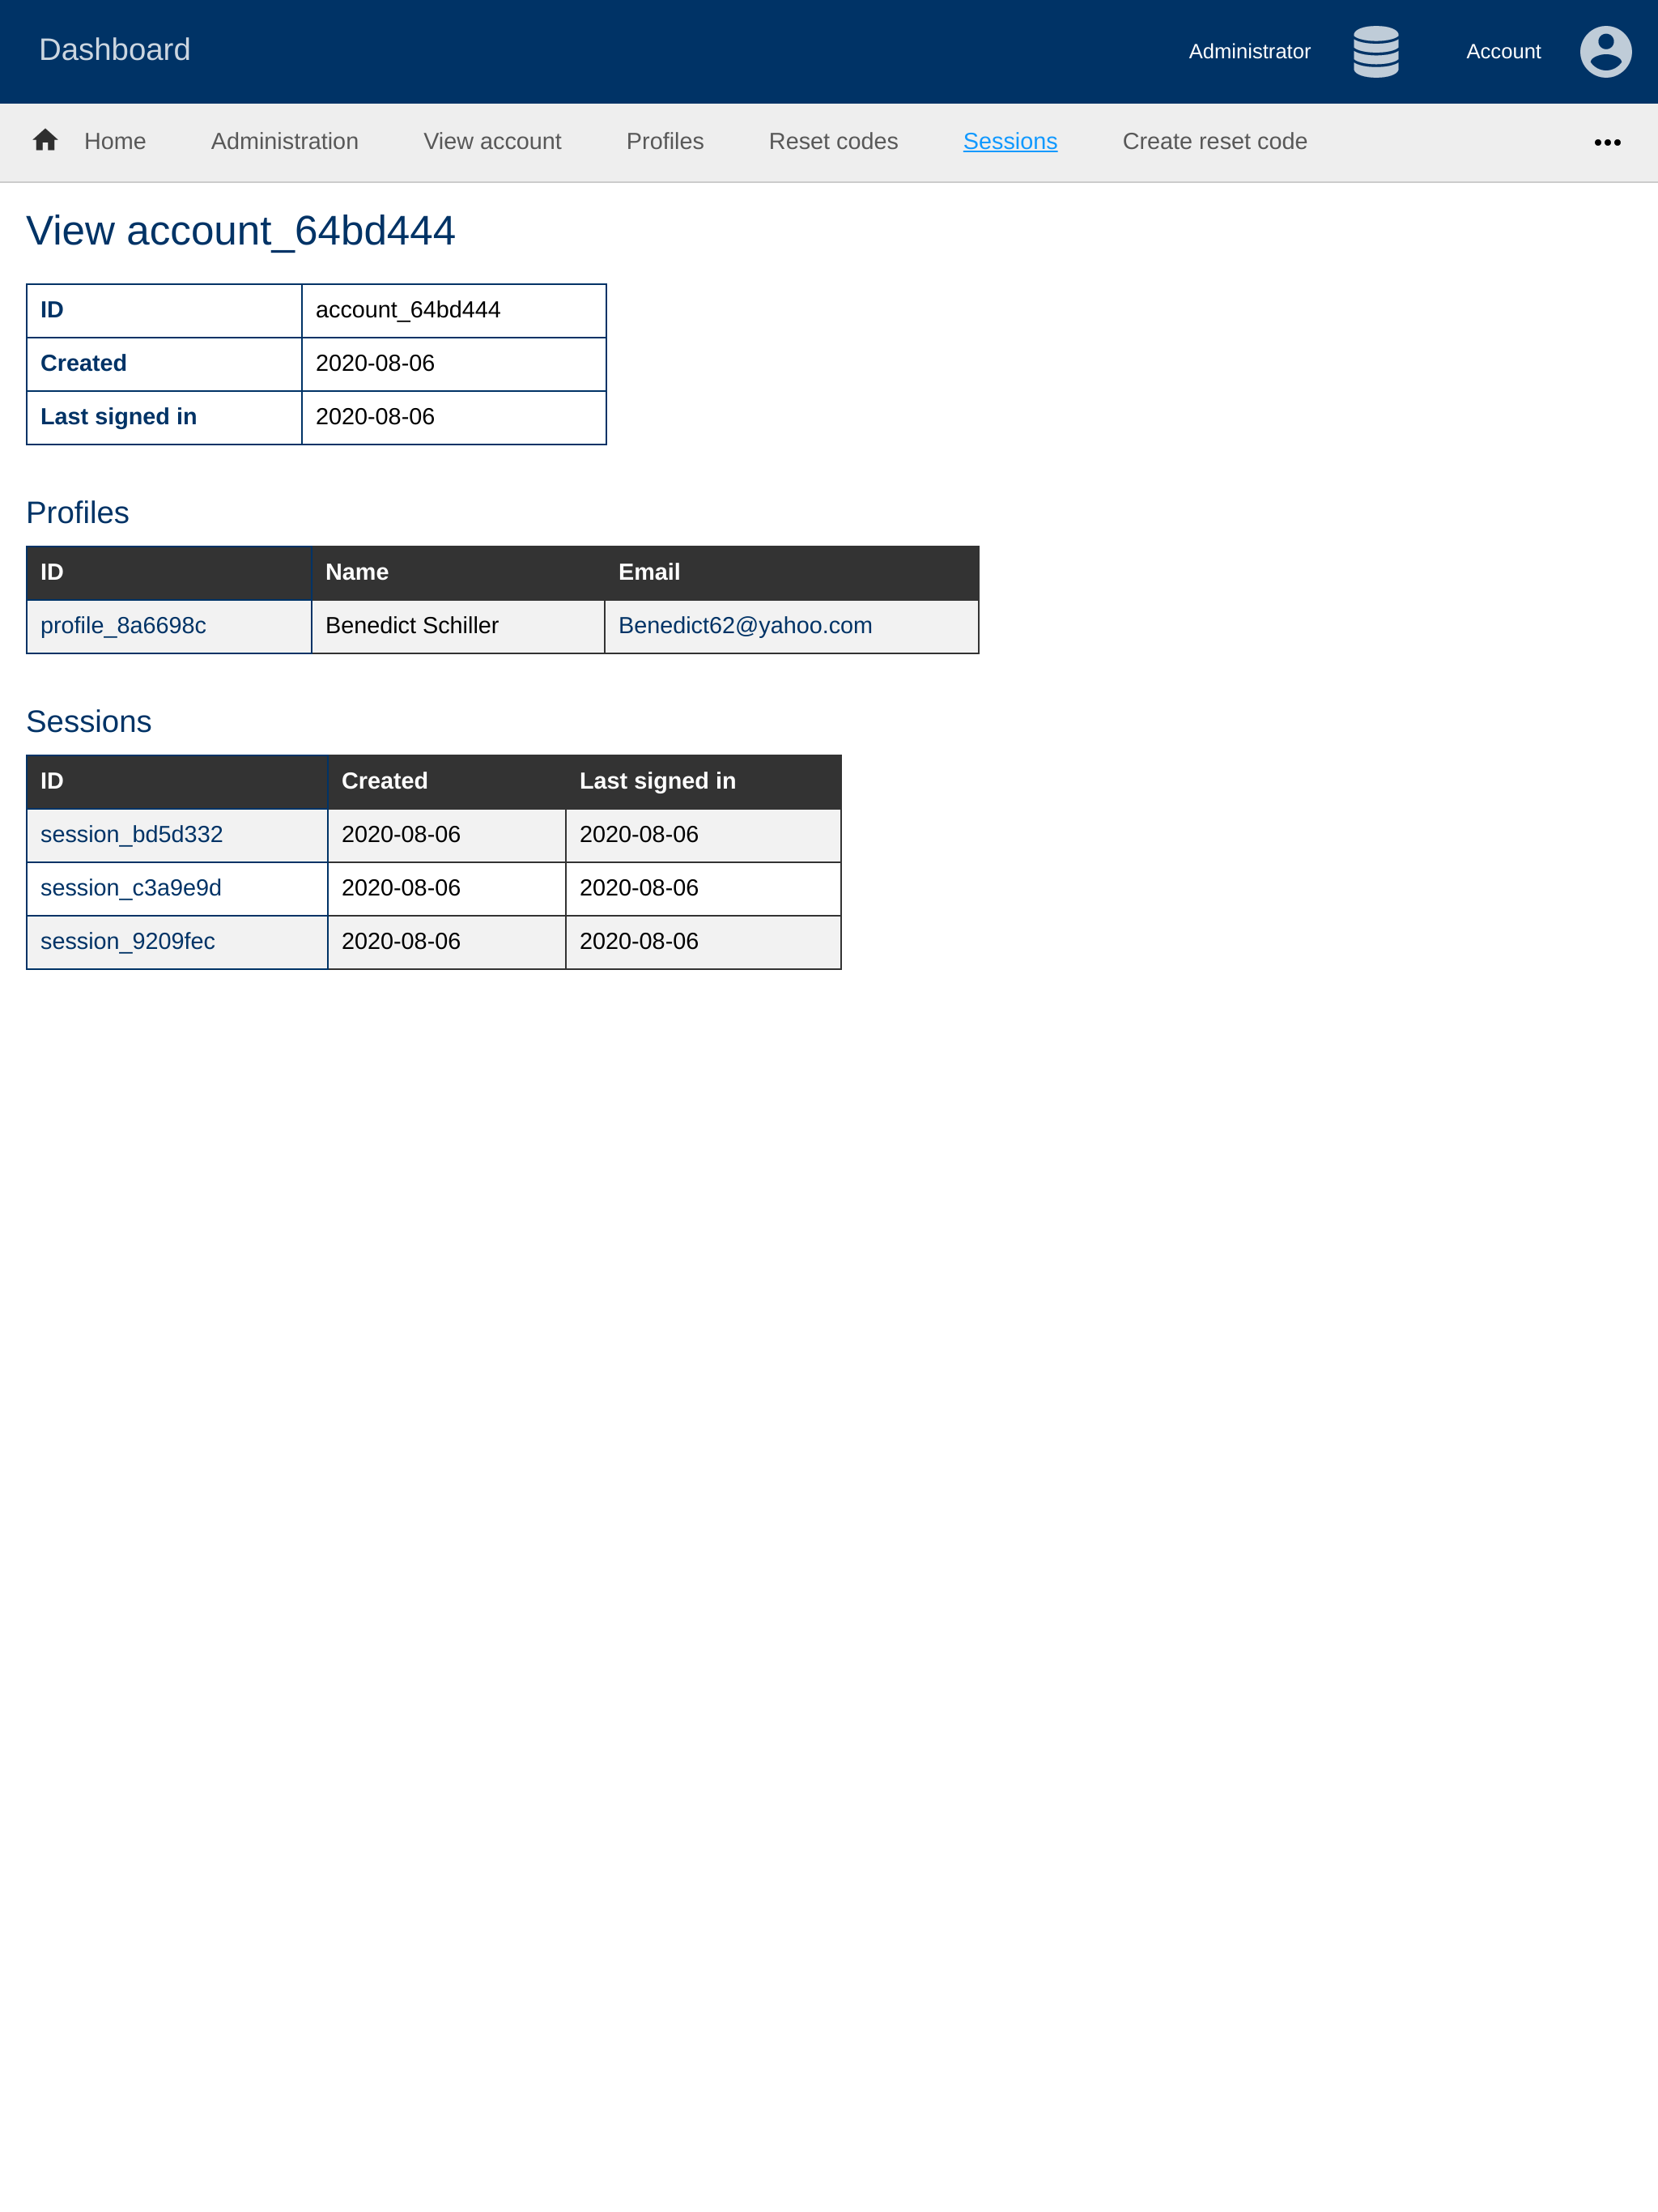 Dashboard Administrator Account
Home Administration View account Profiles Reset codes Sessions Create reset code
View account_64bd444
ID account_64bd444
Created 2020-08-06
Last signed in 2020-08-06
Profiles
ID Name Email
profile_8a6698c Benedict Schiller Benedict62@yahoo.com
Sessions
ID Created Last signed in
session_bd5d332 2020-08-06 2020-08-06
session_c3a9e9d 2020-08-06 2020-08-06
session_9209fec 2020-08-06 2020-08-06